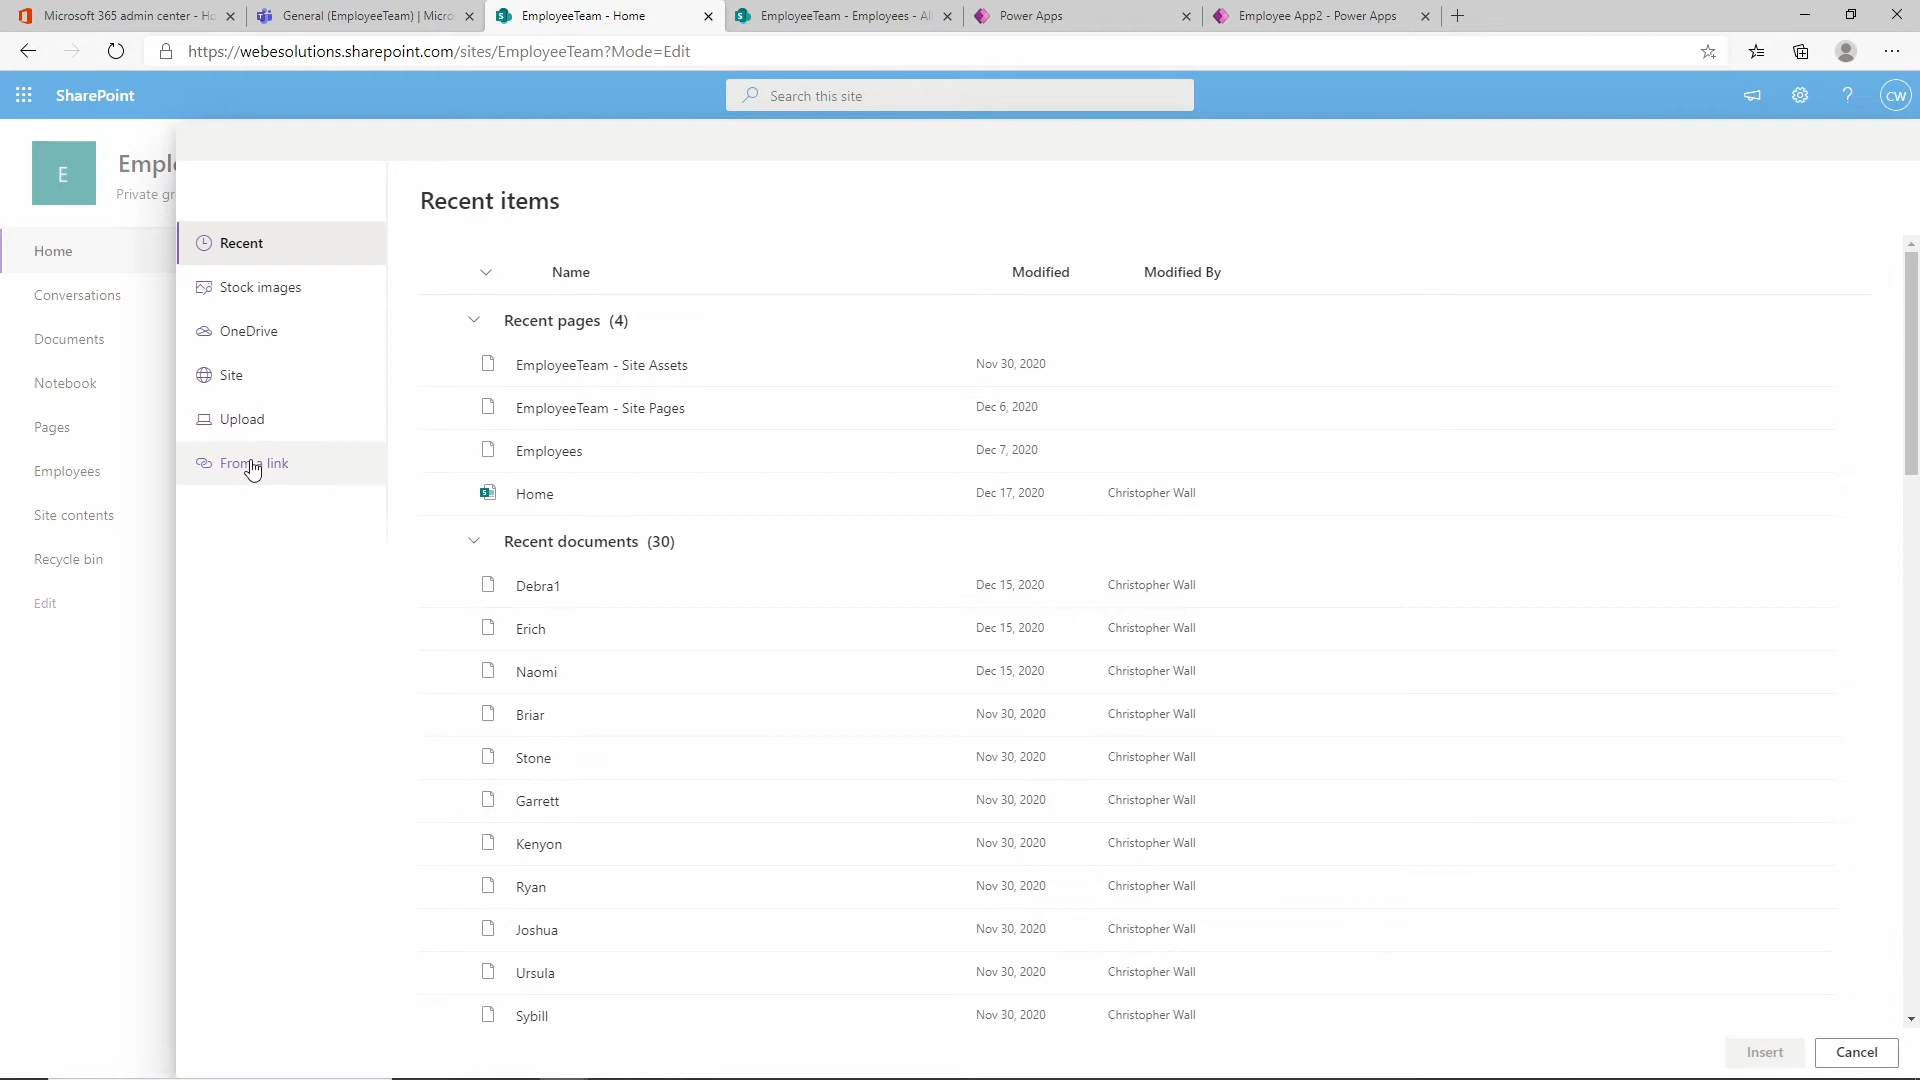 Microsoft 365 admin center - Ho
General (EmployeeTeam) | Micros
EmployeeTeam - Home
EmployeeTeam - Employees - All
Power Apps
Employee App2 - Power Apps
https://webesolutions.sharepoint.com/sites/EmployeeTeam?Mode=Edit
SharePoint
Search this site
CW
E
Emplo
Private gr
Home
Conversations
Documents
Notebook
Pages
Employees
Site contents
Recycle bin
Edit
Recent
Stock images
OneDrive
Site
Upload
From a link
Recent items
Name Modified Modified By
Recent pages (4)
EmployeeTeam - Site Assets Nov 30, 2020
EmployeeTeam - Site Pages Dec 6, 2020
Employees Dec 7, 2020
Home Dec 17, 2020 Christopher Wall
Recent documents (30)
Debra1 Dec 15, 2020 Christopher Wall
Erich Dec 15, 2020 Christopher Wall
Naomi Dec 15, 2020 Christopher Wall
Briar Nov 30, 2020 Christopher Wall
Stone Nov 30, 2020 Christopher Wall
Garrett Nov 30, 2020 Christopher Wall
Kenyon Nov 30, 2020 Christopher Wall
Ryan Nov 30, 2020 Christopher Wall
Joshua Nov 30, 2020 Christopher Wall
Ursula Nov 30, 2020 Christopher Wall
Sybill Nov 30, 2020 Christopher Wall
Insert
Cancel